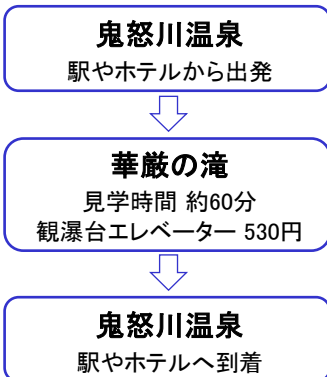 鬼怒川温泉
駅やホテルから出発
華厳の滝
見学時間 約60分
観瀑台エレベーター 530円
鬼怒川温泉
駅やホテルへ到着